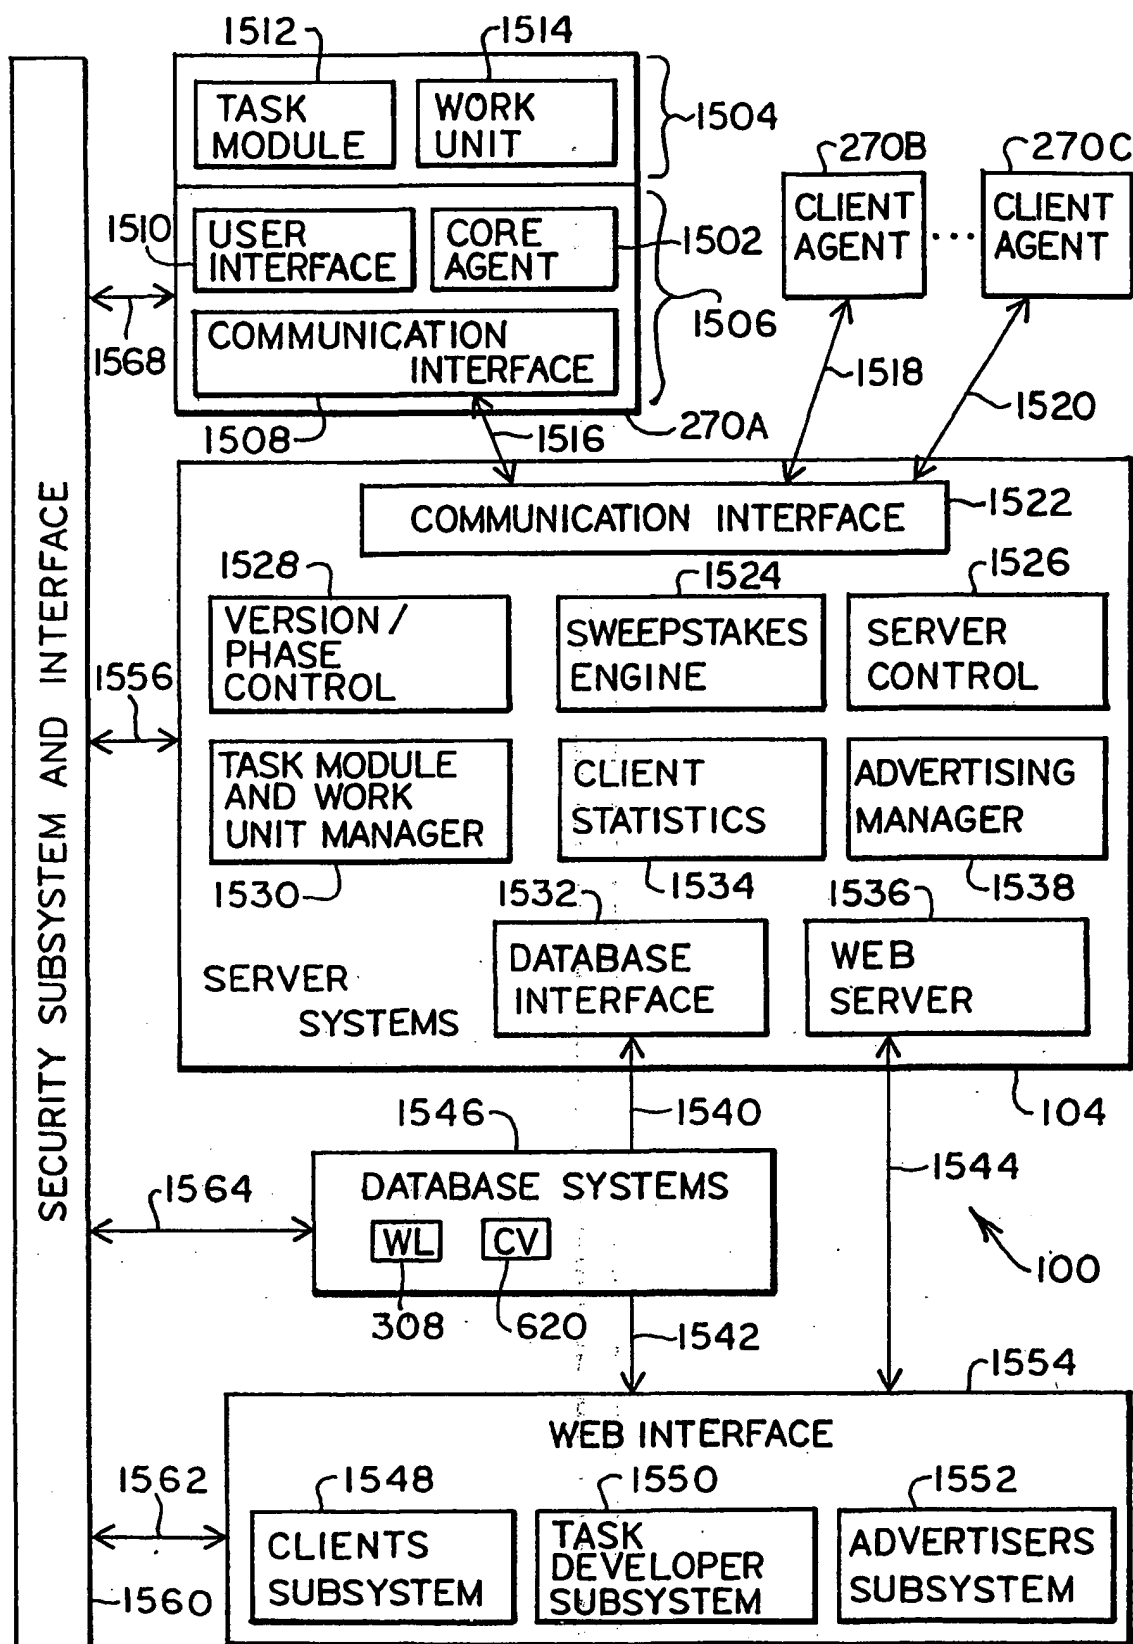 1512
1514
TASK
MODULE
WORK
UNIT
1504
270B
270C
CLIENT
AGENT
...
CLIENT
AGENT
1510
USER
INTERFACE
CORE
AGENT
1502
1506
1568
COMMUNICATION
INTERFACE
1508
1516
270A
1518
1520
SECURITY SUBSYSTEM AND INTERFACE
COMMUNICATION INTERFACE
1522
1528
1524
1526
VERSION/
PHASE
CONTROL
SWEEPSTAKES
ENGINE
SERVER
CONTROL
1556
TASK MODULE
AND WORK
UNIT MANAGER
CLIENT
STATISTICS
ADVERTISING
MANAGER
1530
1532
1534
1536
1538
SERVER
SYSTEMS
DATABASE
INTERFACE
WEB
SERVER
1546
1540
104
1544
1564
DATABASE SYSTEMS
WL
CV
308
620
1542
100
1554
WEB INTERFACE
1562
1548
1550
1552
CLIENTS
SUBSYSTEM
TASK
DEVELOPER
SUBSYSTEM
ADVERTISERS
SUBSYSTEM
1560